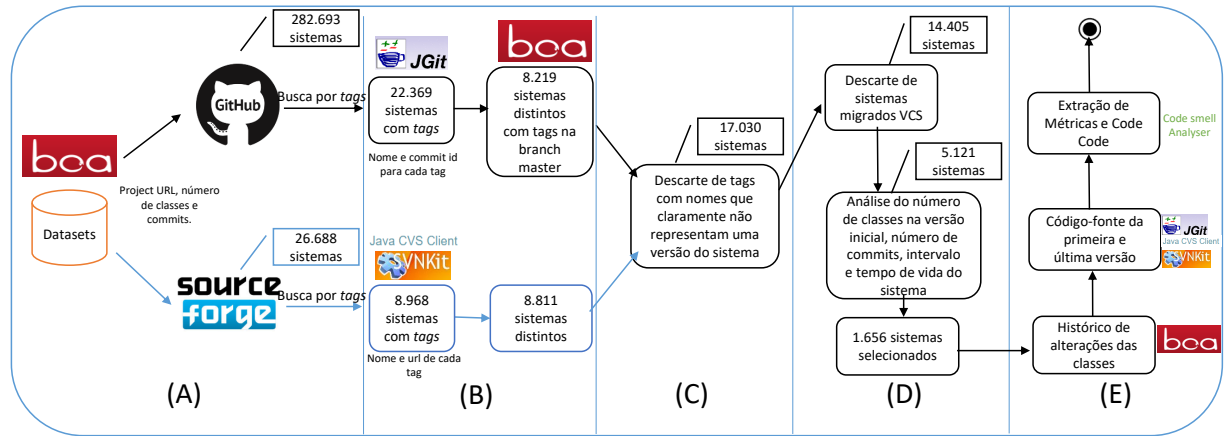 282.693
sistemas
GitHub
Busca por tags
boa
Project URL, número
de classes e
commits.
Datasets
26.688
sistemas
source
forge
Busca por tags
(A)
JGit
22.369
sistemas
com tags
Nome e commit id
para cada tag
boa
8.219
sistemas
distintos
com tags na
branch
master
Java CVS Client
SVNKit
8.968
sistemas
com tags
Nome e url de cada
tag
8.811
sistemas
distintos
(B)
17.030
sistemas
Descarte de tags
com nomes que
claramente não
representam uma
versão do sistema
(C)
14.405
sistemas
Descarte de
sistemas
migrados VCS
5.121
sistemas
Análise do número
de classes na versão
inicial, número de
commits, intervalo
e tempo de vida do
sistema
1.656 sistemas
selecionados
(D)
Extração de
Métricas e Code
Code
Code smell
Analyser
Código-fonte da
primeira e
última versão
JGit
Java CVS Client
SVNKit
Histórico de
alterações das
classes
boa
(E)